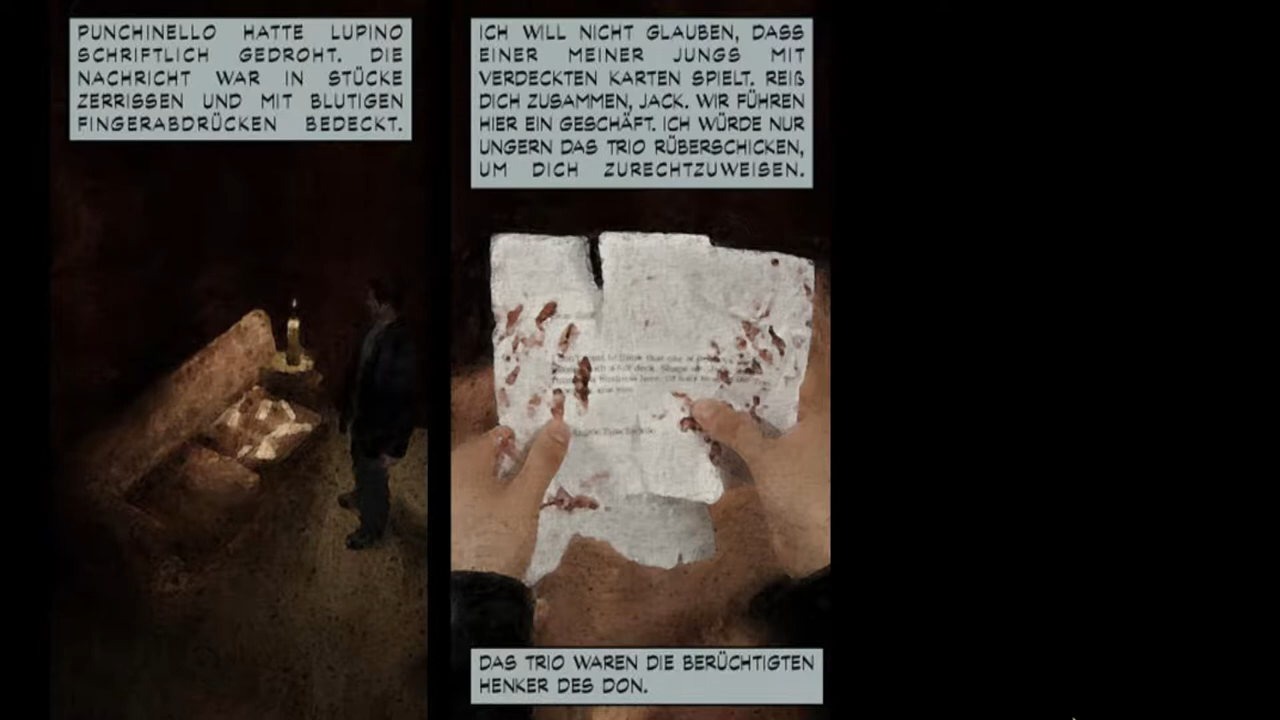 PUNCHINELLO HATTE LUPINO
SCHRIFTLICH GEDROHT. DIE
NACHRICHT WAR IN STÜCKE
ZERRISSEN UND MIT BLUTIGEN
FINGERABDRÜCKEN BEDECKT.
ICH WILL NICHT GLAUBEN, DASS
EINER MEINER JUNGS MIT
VERDECKTEN KARTEN SPIELT. REIß
DICH ZUSAMMEN, JACK. WIR FÜHREN
HIER EIN GESCHÄFT. ICH WÜRDE NUR
UNGERN DAS TRIO RÜBERSCHICKEN,
UM DICH ZURECHTZUWEISEN.
DAS TRIO WAREN DIE BERÜCHTIGTEN
HENKER DES DON.